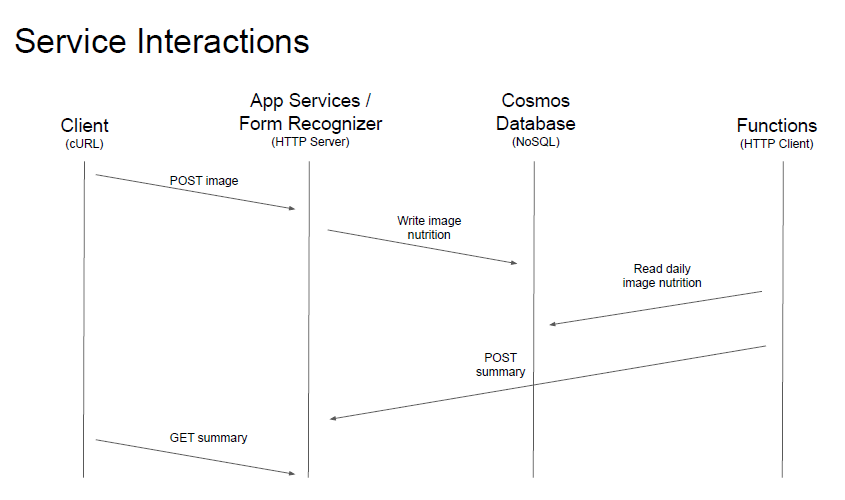 Service Interactions
Client
(cURL)
App Services /
Form Recognizer
(HTTP Server)
Cosmos
Database
(NoSQL)
Functions
(HTTP Client)
POST image
Write image
nutrition
Read daily
image nutrition
POST
summary
GET summary